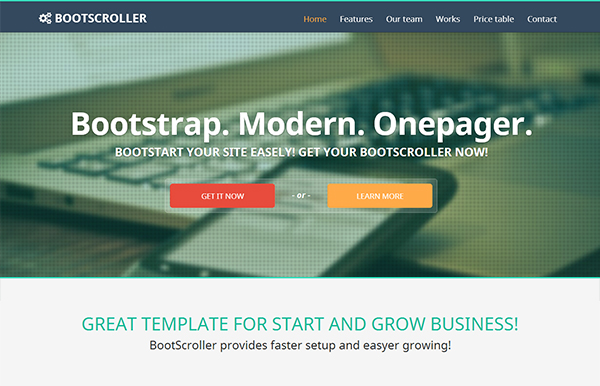 BOOTSCROLLER
Home Features Our team Works Price table Contact
Bootstrap. Modern. Onepager.
BOOTSTART YOUR SITE EASELY! GET YOUR BOOTSCROLLER NOW!
GET IT NOW - or - LEARN MORE
GREAT TEMPLATE FOR START AND GROW BUSINESS!
BootScroller provides faster setup and easyer growing!